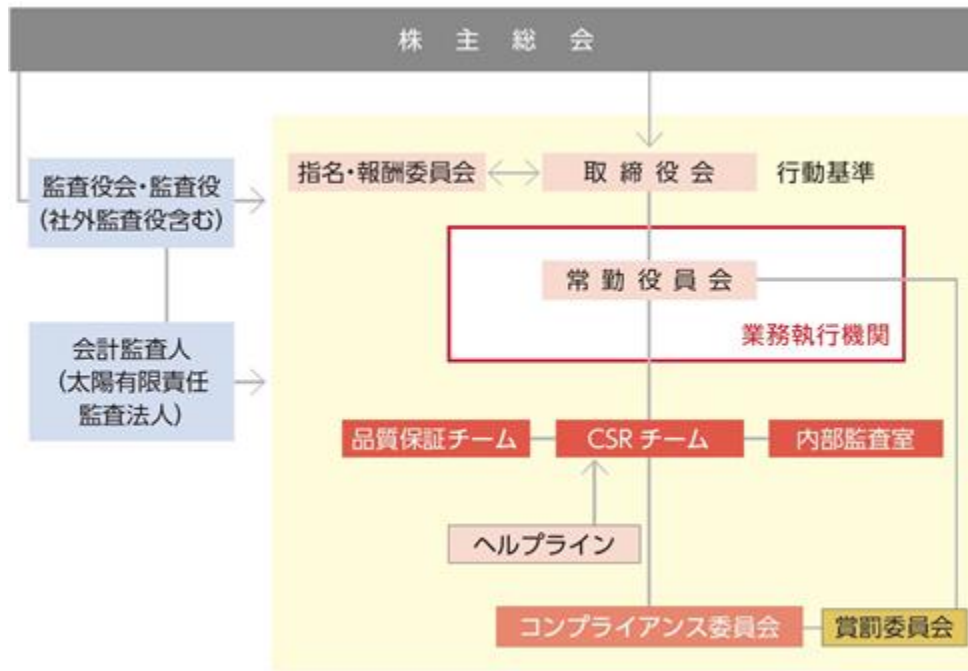 株主総会
監査役会・監査役
(社外監査役含む)
指名・報酬委員会
取締役会
行動基準
常勤役員会
業務執行機関
会計監査人
(太陽有限責任
監査法人)
品質保証チーム
CSR チーム
内部監査室
ヘルプライン
コンプライアンス委員会
賞罰委員会